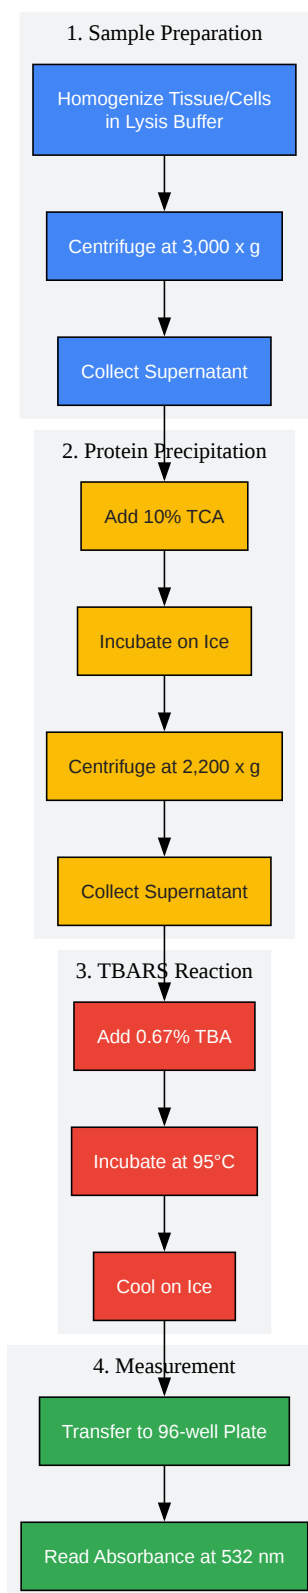 1. Sample Preparation
Homogenize Tissue/Cells
in Lysis Buffer
Centrifuge at 3,000 x g
Collect Supernatant
2. Protein Precipitation
Add 10% TCA
Incubate on Ice
Centrifuge at 2,200 x g
Collect Supernatant
3. TBARS Reaction
Add 0.67% TBA
Incubate at 95°C
Cool on Ice
4. Measurement
Transfer to 96-well Plate
Read Absorbance at 532 nm